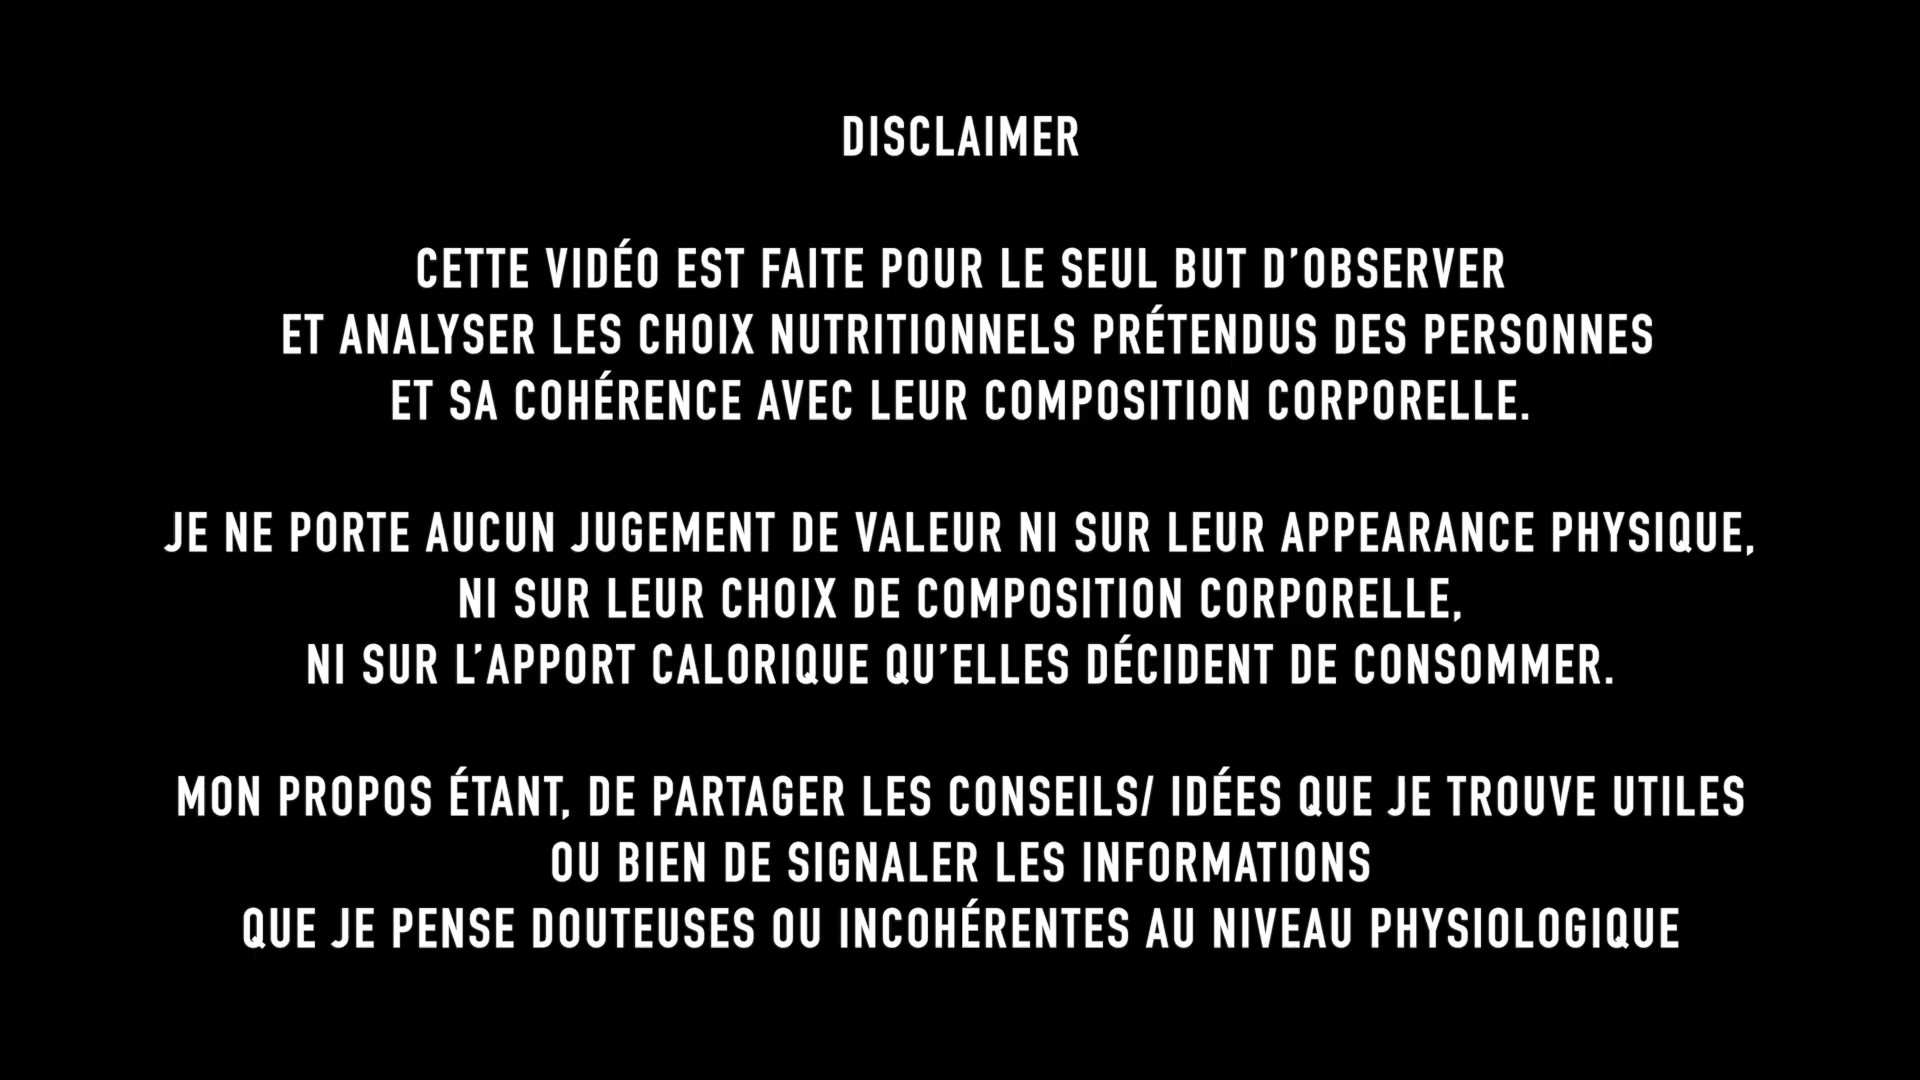 DISCLAIMER
CETTE VIDÉO EST FAITE POUR LE SEUL BUT D’OBSERVER
ET ANALYSER LES CHOIX NUTRITIONNELS PRÉTENDUS DES PERSONNES
ET SA COHÉRENCE AVEC LEUR COMPOSITION CORPORELLE.
JE NE PORTE AUCUN JUGEMENT DE VALEUR NI SUR LEUR APPEARANCE PHYSIQUE,
NI SUR LEUR CHOIX DE COMPOSITION CORPORELLE,
NI SUR L’APPORT CALORIQUE QU’ELLES DÉCIDENT DE CONSOMMER.
MON PROPOS ÉTANT, DE PARTAGER LES CONSEILS/ IDÉES QUE JE TROUVE UTILES
OU BIEN DE SIGNALER LES INFORMATIONS
QUE JE PENSE DOUTEUSES OU INCOHÉRENTES AU NIVEAU PHYSIOLOGIQUE